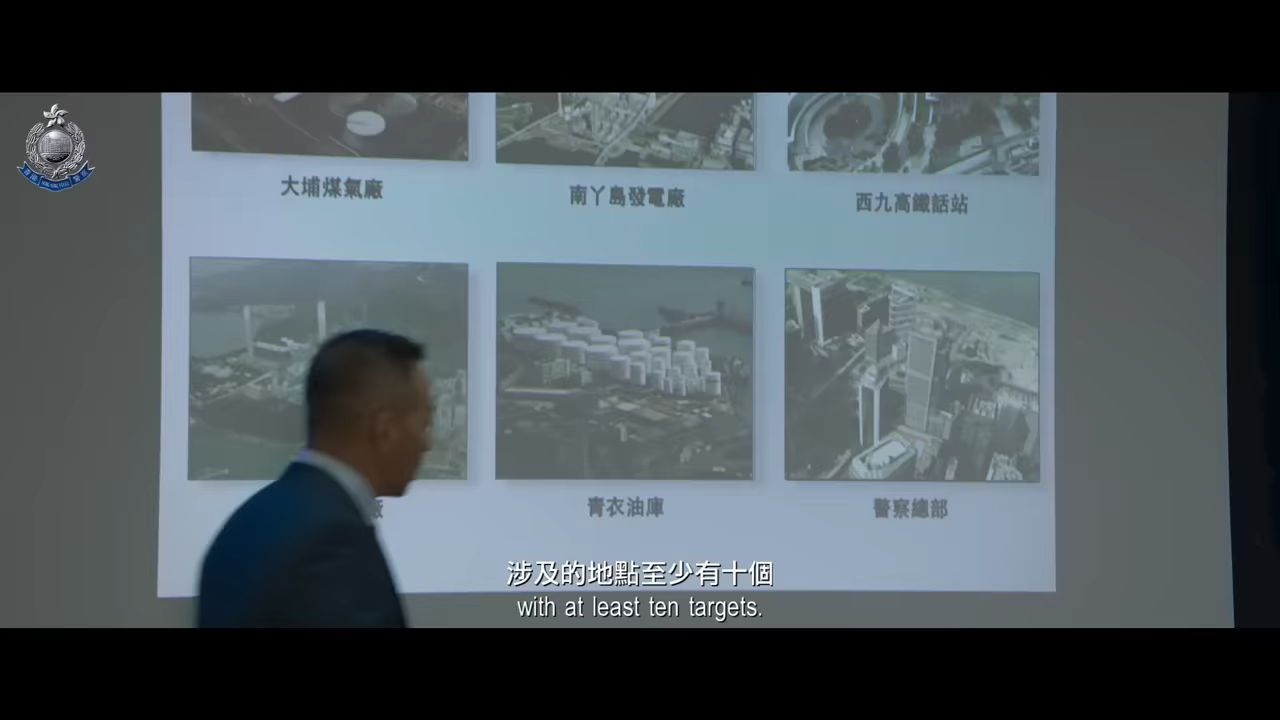 大埔煤氣廠
南丫島發電廠
西九高鐵話站
廠
青衣油庫
警察總部
涉及的地點至少有十個
with at least ten targets.